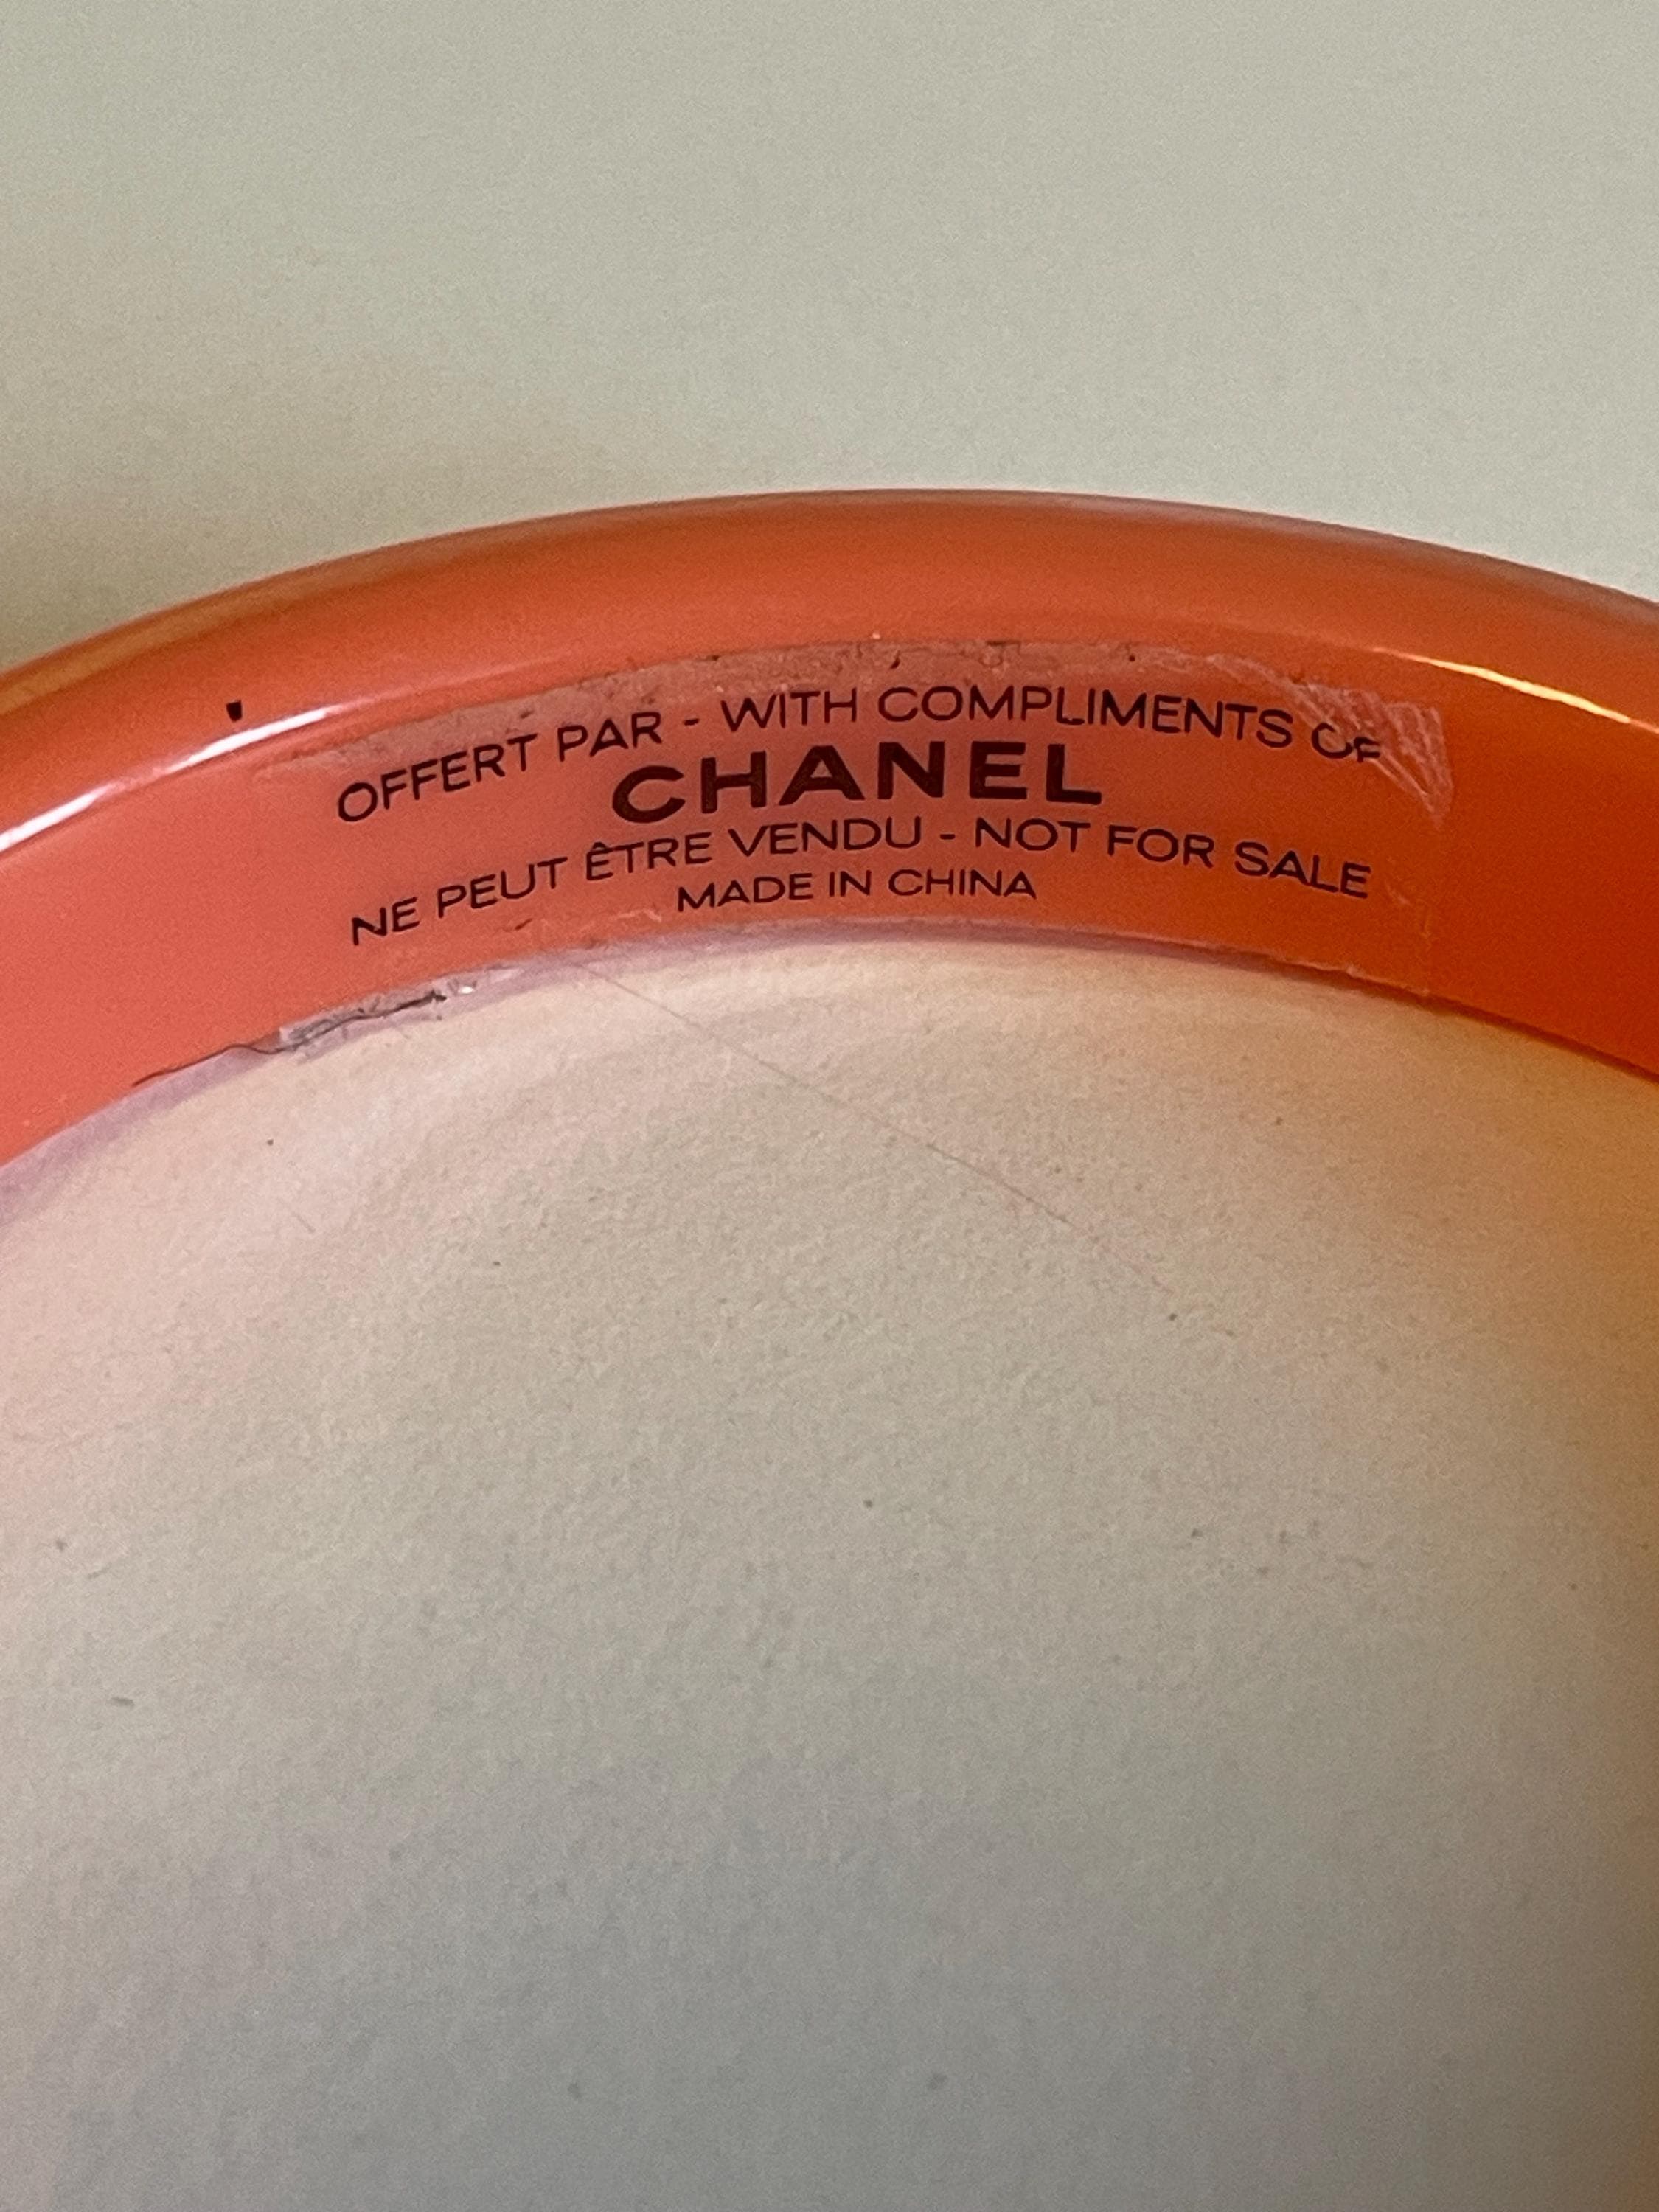 OFFERT PAR - WITH COMPLIMENTS OF
CHANEL
NE PEUT ÊTRE VENDU - NOT FOR SALE
MADE IN CHINA